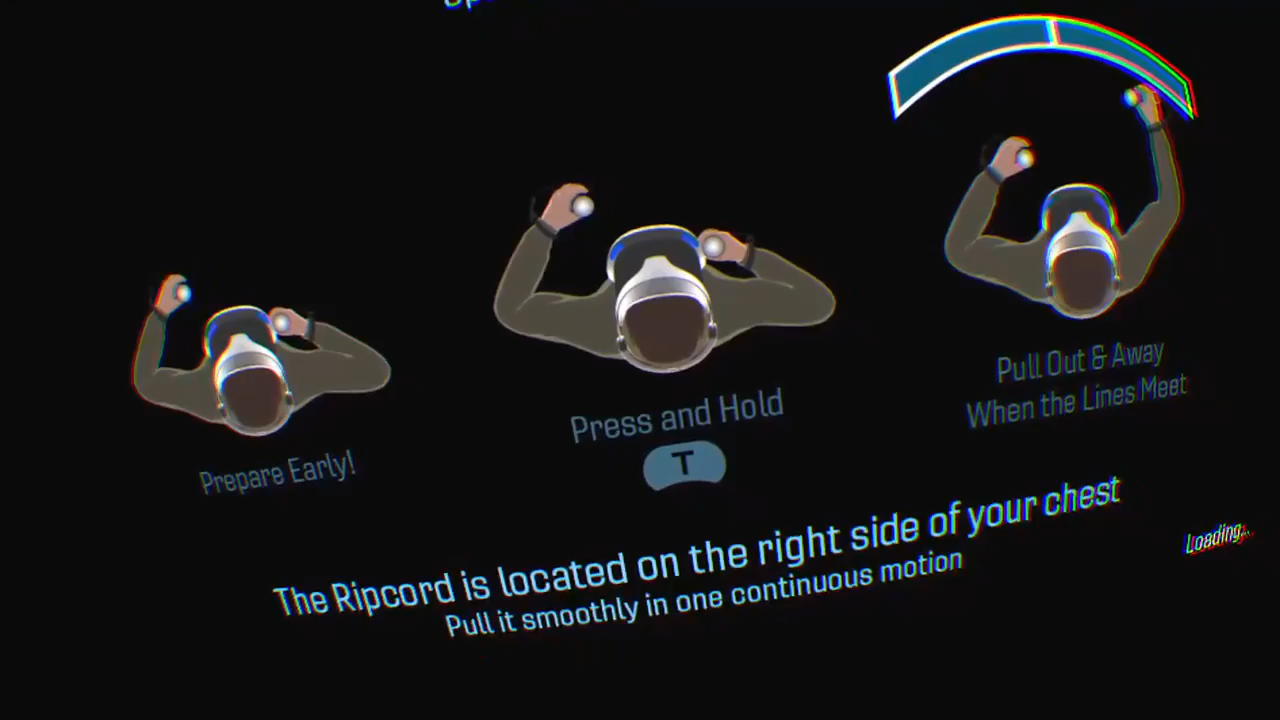 Prepare Early!
Press and Hold
T
Pull Out & Away
When the Lines Meet
The Ripcord is located on the right side of your chest
Pull it smoothly in one continuous motion
Loading...